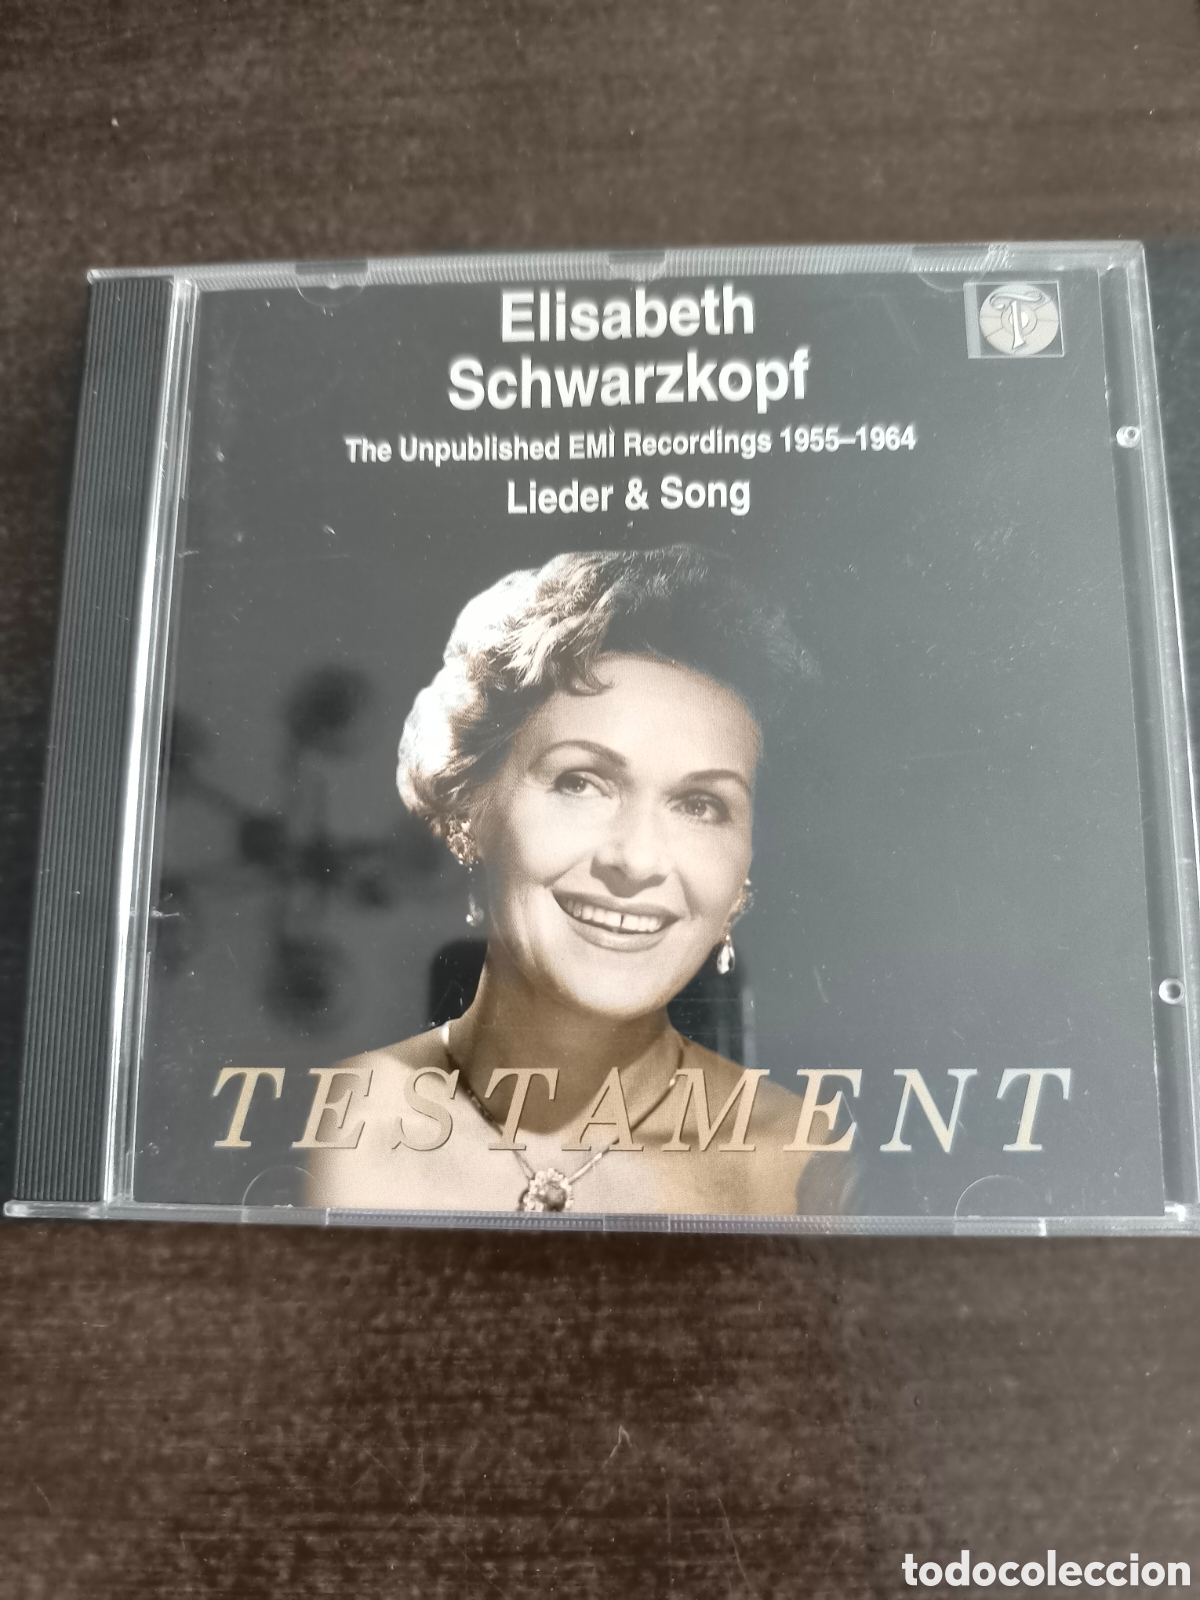 Elisabeth
Schwarzkopf
The Unpublished EMI Recordings 1955–1964
Lieder & Song
TESTAMENT
todocoleccion